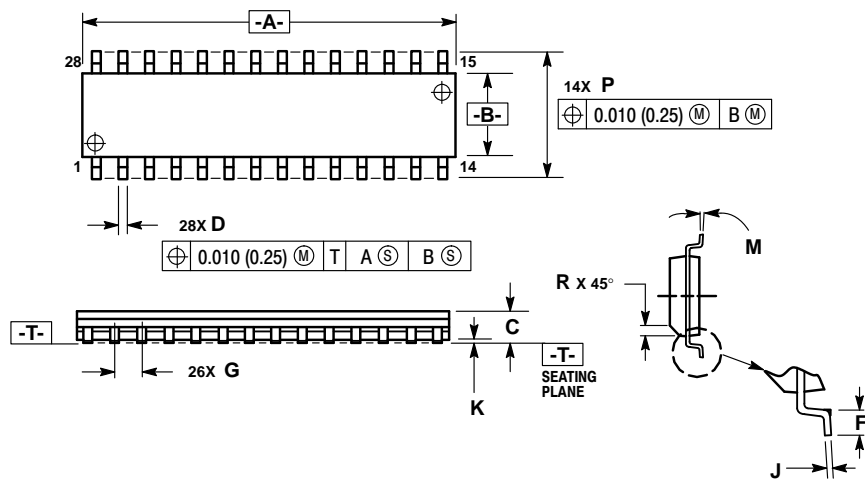 -A-
28 15
-B-
14X P
⌖ 0.010 (0.25) Ⓜ B Ⓜ
1 14
28X D
⌖ 0.010 (0.25) Ⓜ T A Ⓢ B Ⓢ
M
R X 45°
C
-T-
-T-
26X G
SEATING
PLANE
K
F
J